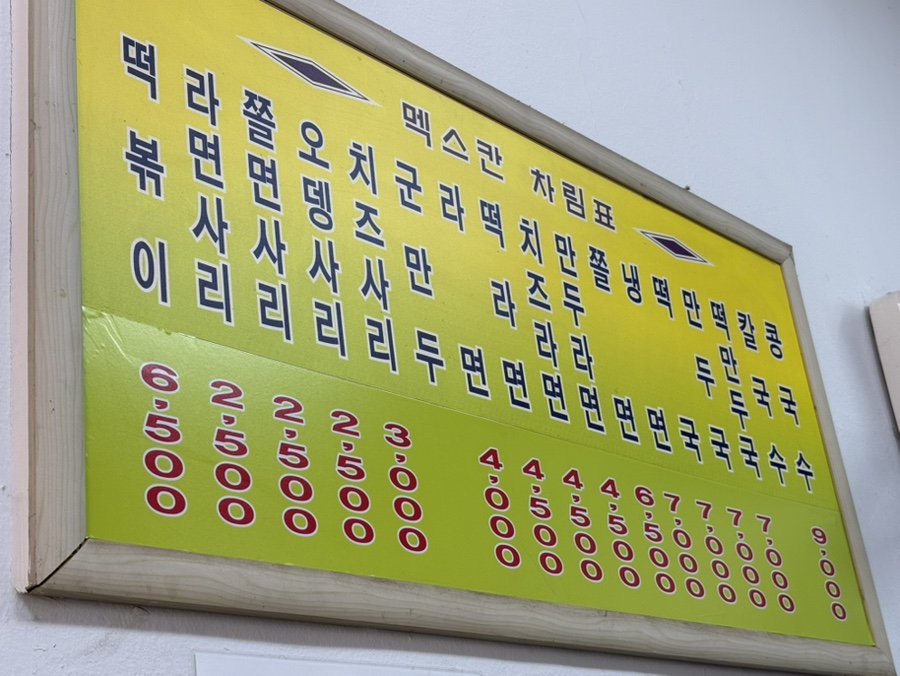 멕스칸 차림표
떡볶이 6,500
라면사리 2,500
쫄면사리 2,500
오뎅사리 2,500
치즈사리 3,000
군만두
라면 4,000
떡라면 4,500
치즈라면 4,500
만두라면 4,500
쫄면 6,500
냉면 7,000
떡국 7,000
만두국 7,000
떡만두국 7,000
칼국수
콩국수 9,000